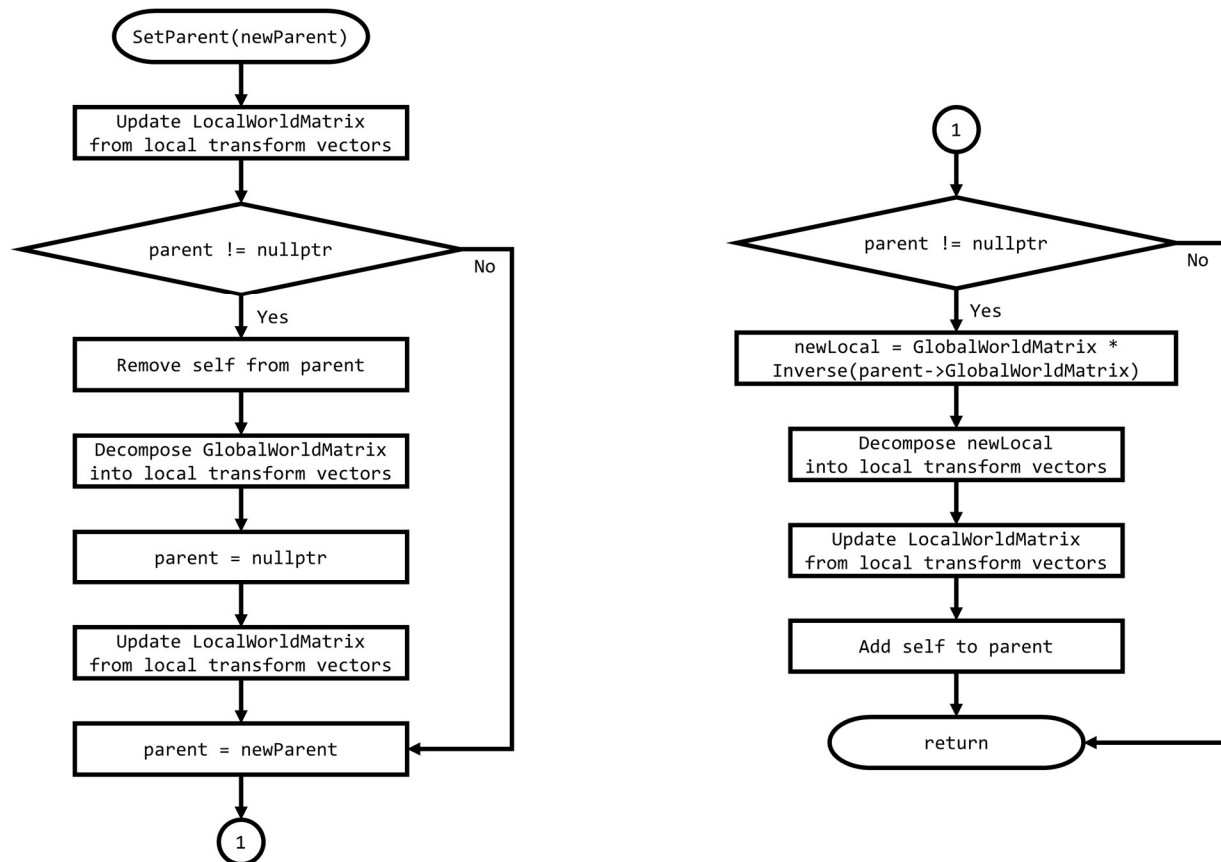 SetParent(newParent)
Update LocalWorldMatrix
from local transform vectors
parent != nullptr
No
Yes
Remove self from parent
Decompose GlobalWorldMatrix
into local transform vectors
parent = nullptr
Update LocalWorldMatrix
from local transform vectors
parent = newParent
1
1
parent != nullptr
No
Yes
newLocal = GlobalWorldMatrix *
Inverse(parent->GlobalWorldMatrix)
Decompose newLocal
into local transform vectors
Update LocalWorldMatrix
from local transform vectors
Add self to parent
return